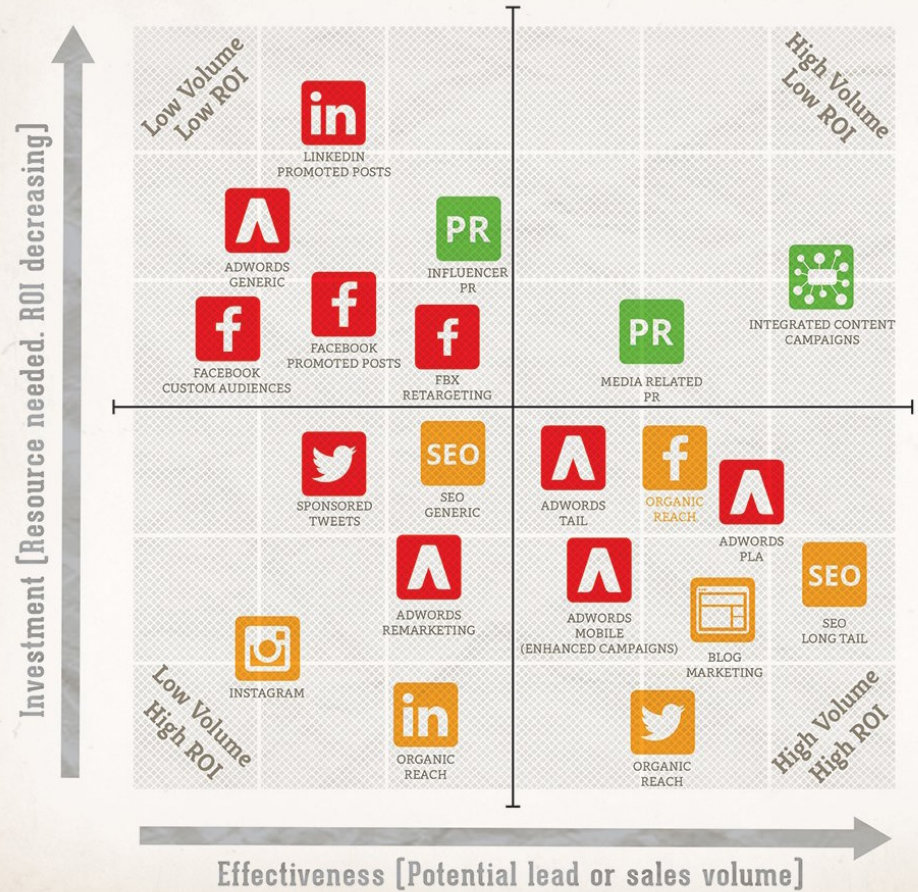 Low Volume
Low ROI
High Volume
Low ROI
in
LINKEDIN
PROMOTED POSTS
ADWORDS
GENERIC
PR
INFLUENCER
PR
f
FACEBOOK
CUSTOM AUDIENCES
f
FACEBOOK
PROMOTED POSTS
f
FBX
RETARGETING
PR
MEDIA RELATED
PR
INTEGRATED CONTENT
CAMPAIGNS
SPONSORED
TWEETS
SEO
SEO
GENERIC
ADWORDS
TAIL
f
ORGANIC
REACH
ADWORDS
PLA
ADWORDS
REMARKETING
ADWORDS
MOBILE
(ENHANCED CAMPAIGNS)
BLOG
MARKETING
SEO
SEO
LONG TAIL
INSTAGRAM
in
ORGANIC
REACH
ORGANIC
REACH
Low Volume
High ROI
High Volume
High ROI
Investment [Resource needed. ROI decreasing]
Effectiveness [Potential lead or sales volume]